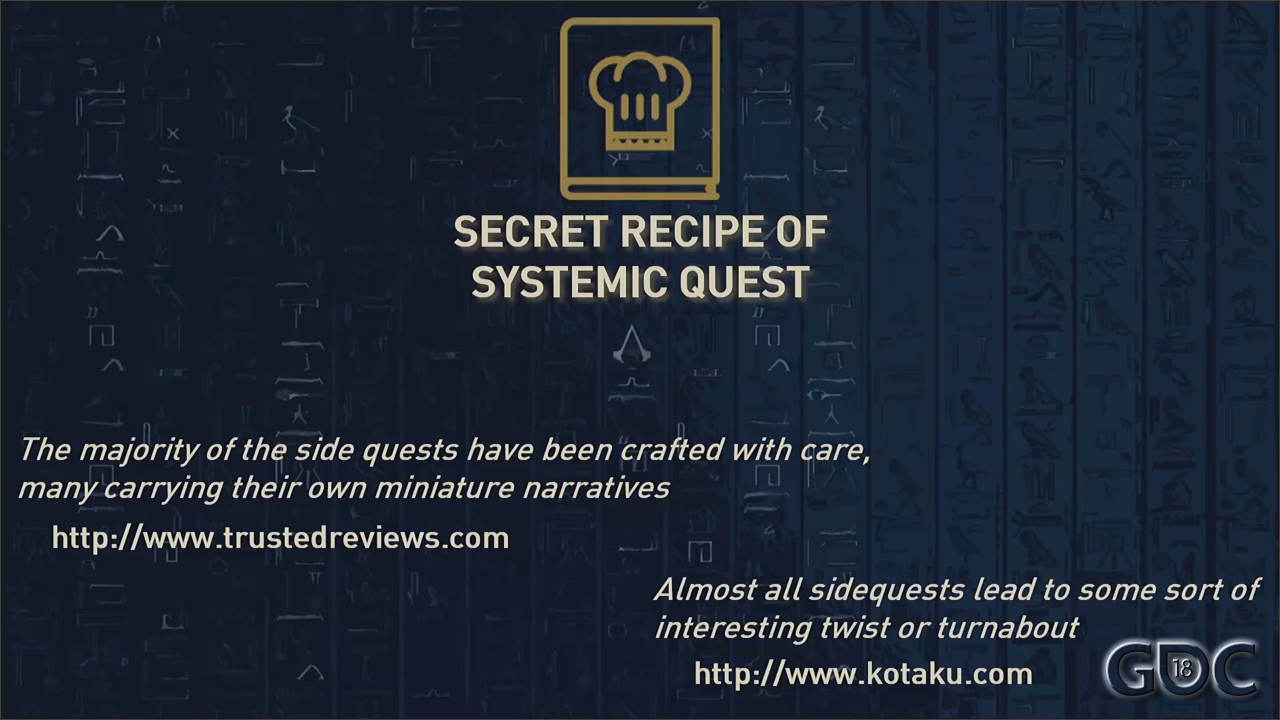 SECRET RECIPE OF
SYSTEMIC QUEST
The majority of the side quests have been crafted with care,
many carrying their own miniature narratives
http://www.trustedreviews.com
Almost all sidequests lead to some sort of
interesting twist or turnabout
http://www.kotaku.com
GDC
18